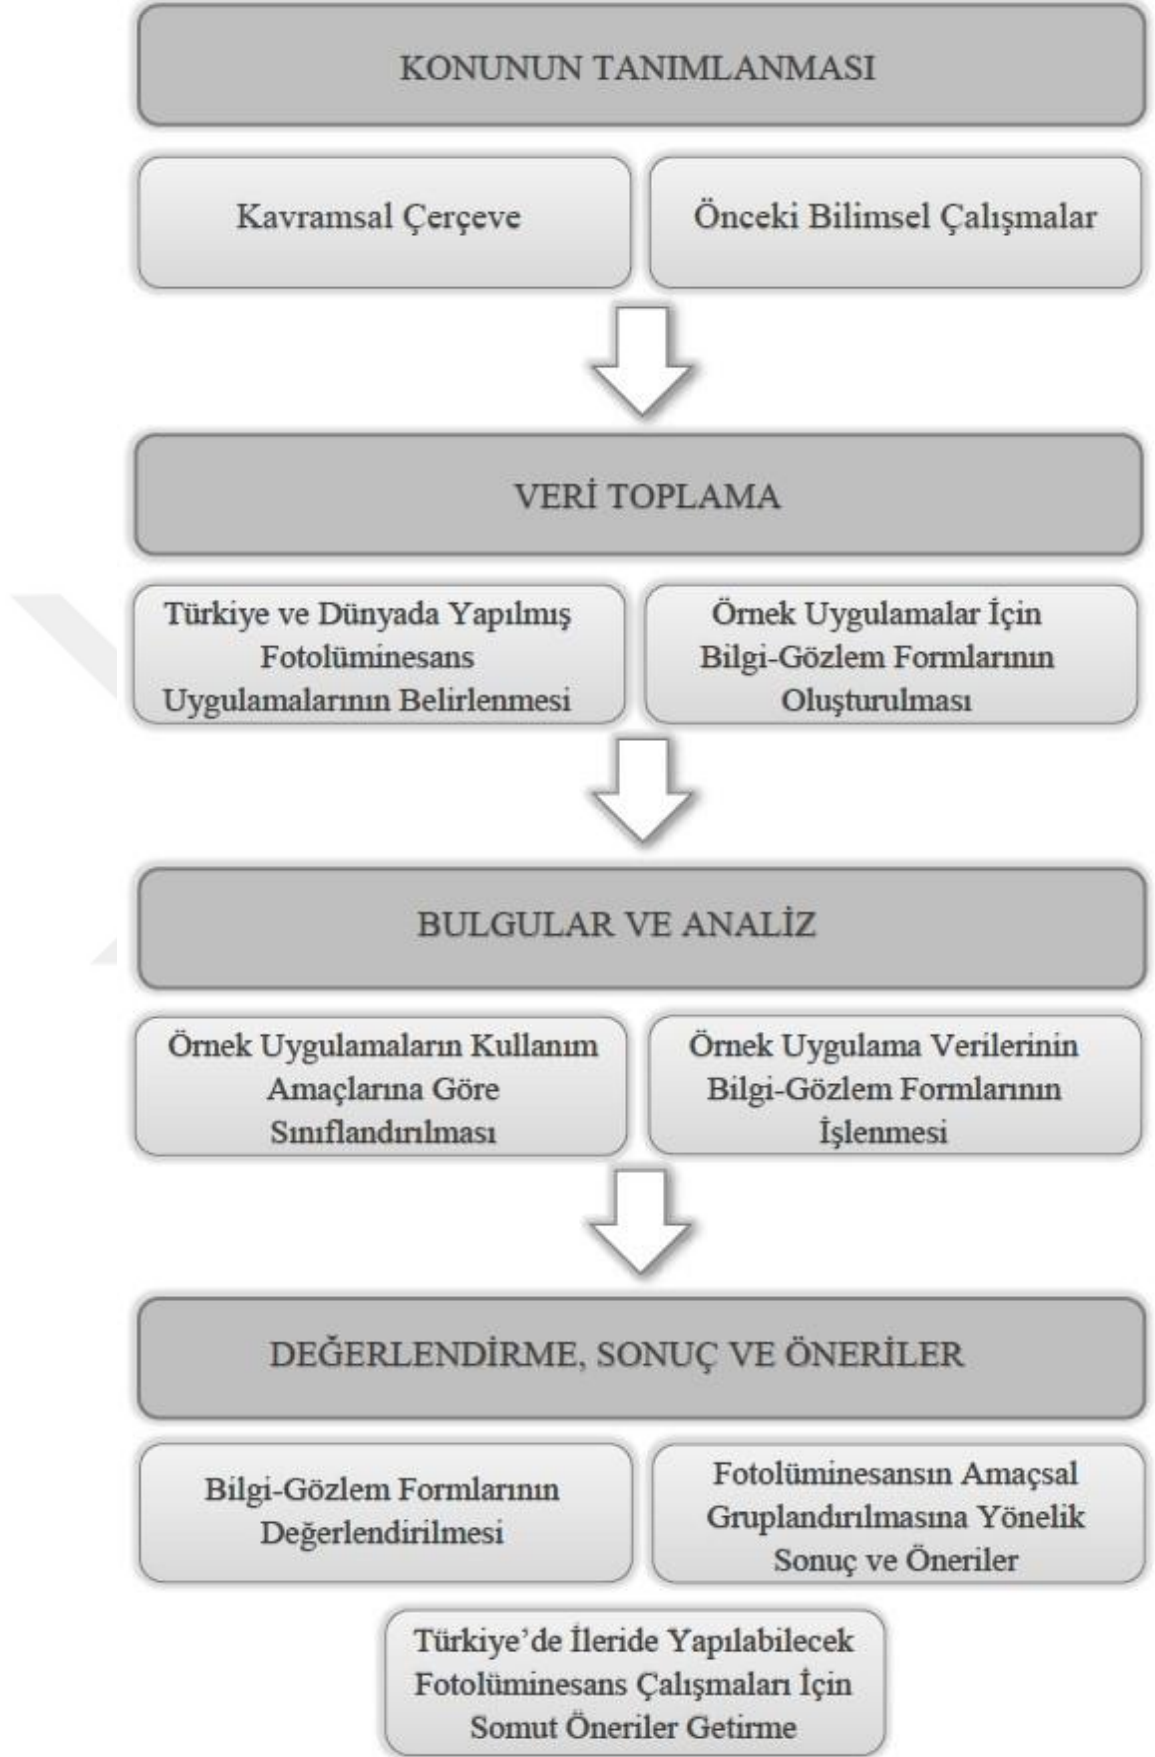 KONUNUN TANIMLANMASI
Kavramsal Çerçeve
Önceki Bilimsel Çalışmalar
VERİ TOPLAMA
Türkiye ve Dünyada Yapılmış
Fotolüminesans
Uygulamalarının Belirlenmesi
Örnek Uygulamalar İçin
Bilgi-Gözlem Formlarının
Oluşturulması
BULGULAR VE ANALİZ
Örnek Uygulamaların Kullanım
Amaçlarına Göre
Sınıflandırılması
Örnek Uygulama Verilerinin
Bilgi-Gözlem Formlarının
İşlenmesi
DEĞERLENDİRME, SONUÇ VE ÖNERİLER
Bilgi-Gözlem Formlarının
Değerlendirilmesi
Fotolüminesansın Amaçsal
Gruplandırılmasına Yönelik
Sonuç ve Öneriler
Türkiye’de İleride Yapılabilecek
Fotolüminesans Çalışmaları İçin
Somut Öneriler Getirme